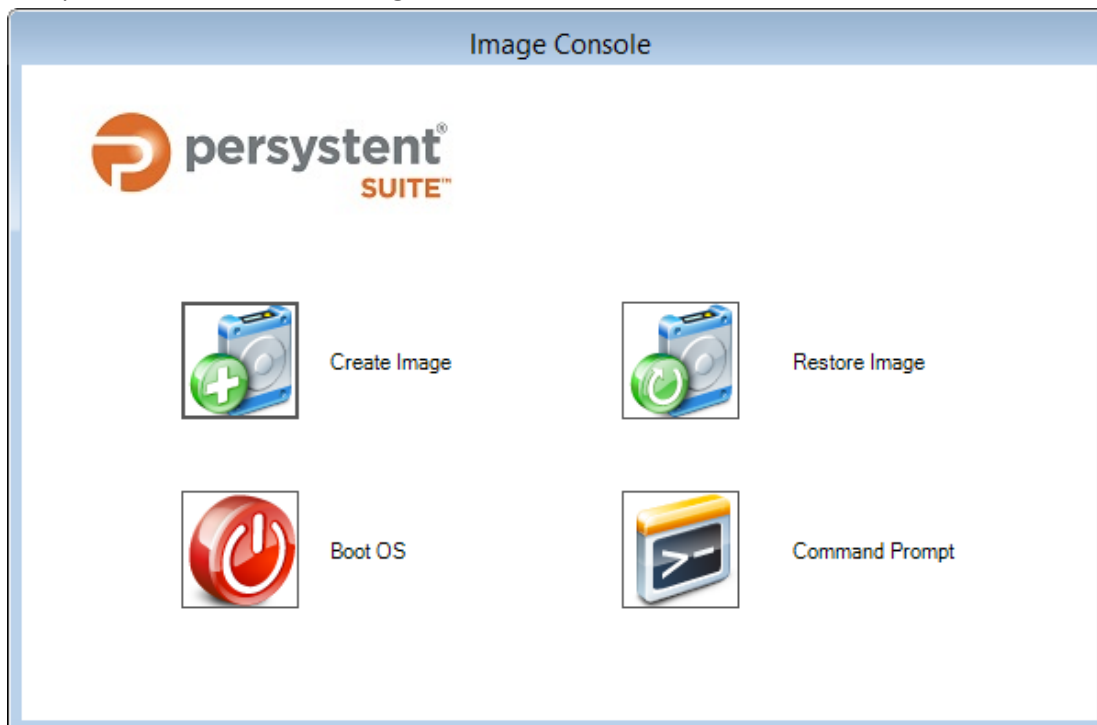 Image Console
persystent®
SUITE™
Create Image
Restore Image
Boot OS
Command Prompt